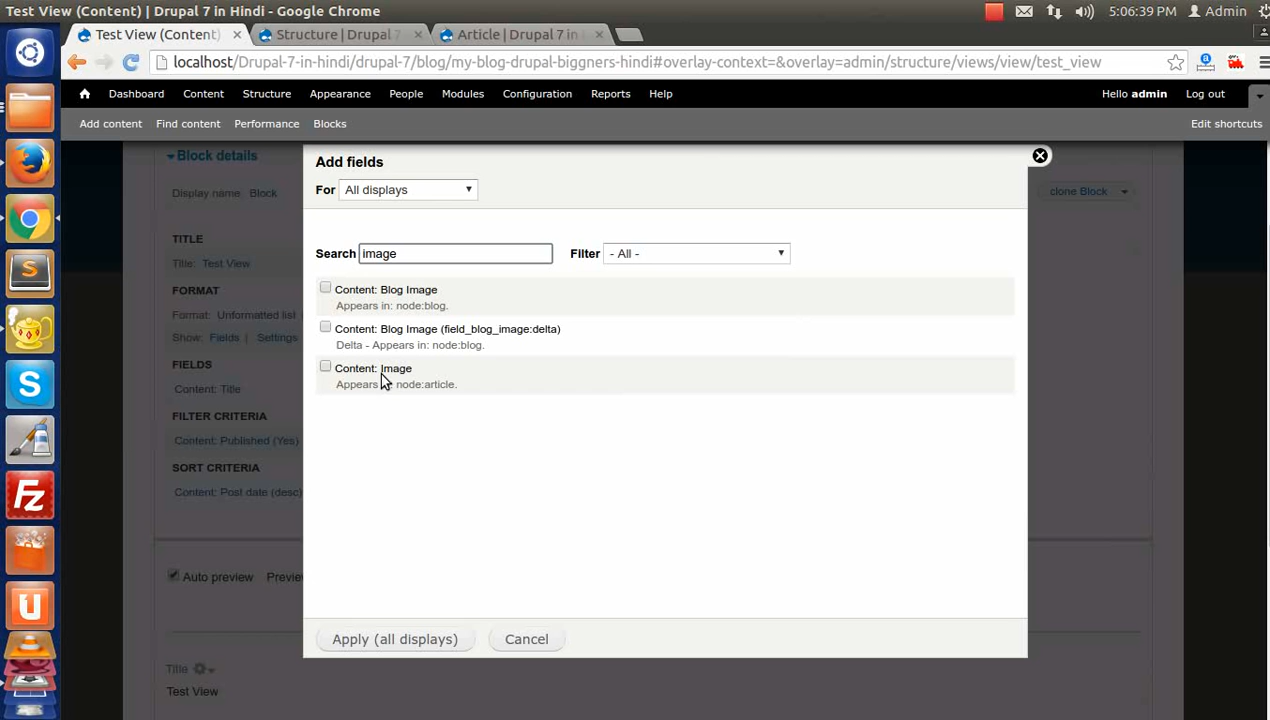 Test View (Content) | Drupal 7 in Hindi - Google Chrome
5:06:39 PM
Admin
Test View (Content)
Structure | Drupal 7
Article | Drupal 7 in
localhost/Drupal-7-in-hindi/drupal-7/blog/my-blog-drupal-biggners-hindi#overlay-context=&overlay=admin/structure/views/view/test_view
Dashboard
Content
Structure
Appearance
People
Modules
Configuration
Reports
Help
Hello admin
Log out
Add content
Find content
Performance
Blocks
Edit shortcuts
Block details
Display name: Block
clone Block
TITLE
Title: Test View
FORMAT
Format: Unformatted list
Show: Fields | Settings
FIELDS
Content: Title
FILTER CRITERIA
Content: Published (Yes)
SORT CRITERIA
Content: Post date (desc)
Auto preview
Title
Test View
Add fields
For All displays
Search image
Filter - All -
Content: Blog Image
Appears in: node:blog.
Content: Blog Image (field_blog_image:delta)
Delta - Appears in: node:blog.
Content: Image
Appears node:article.
Apply (all displays)
Cancel